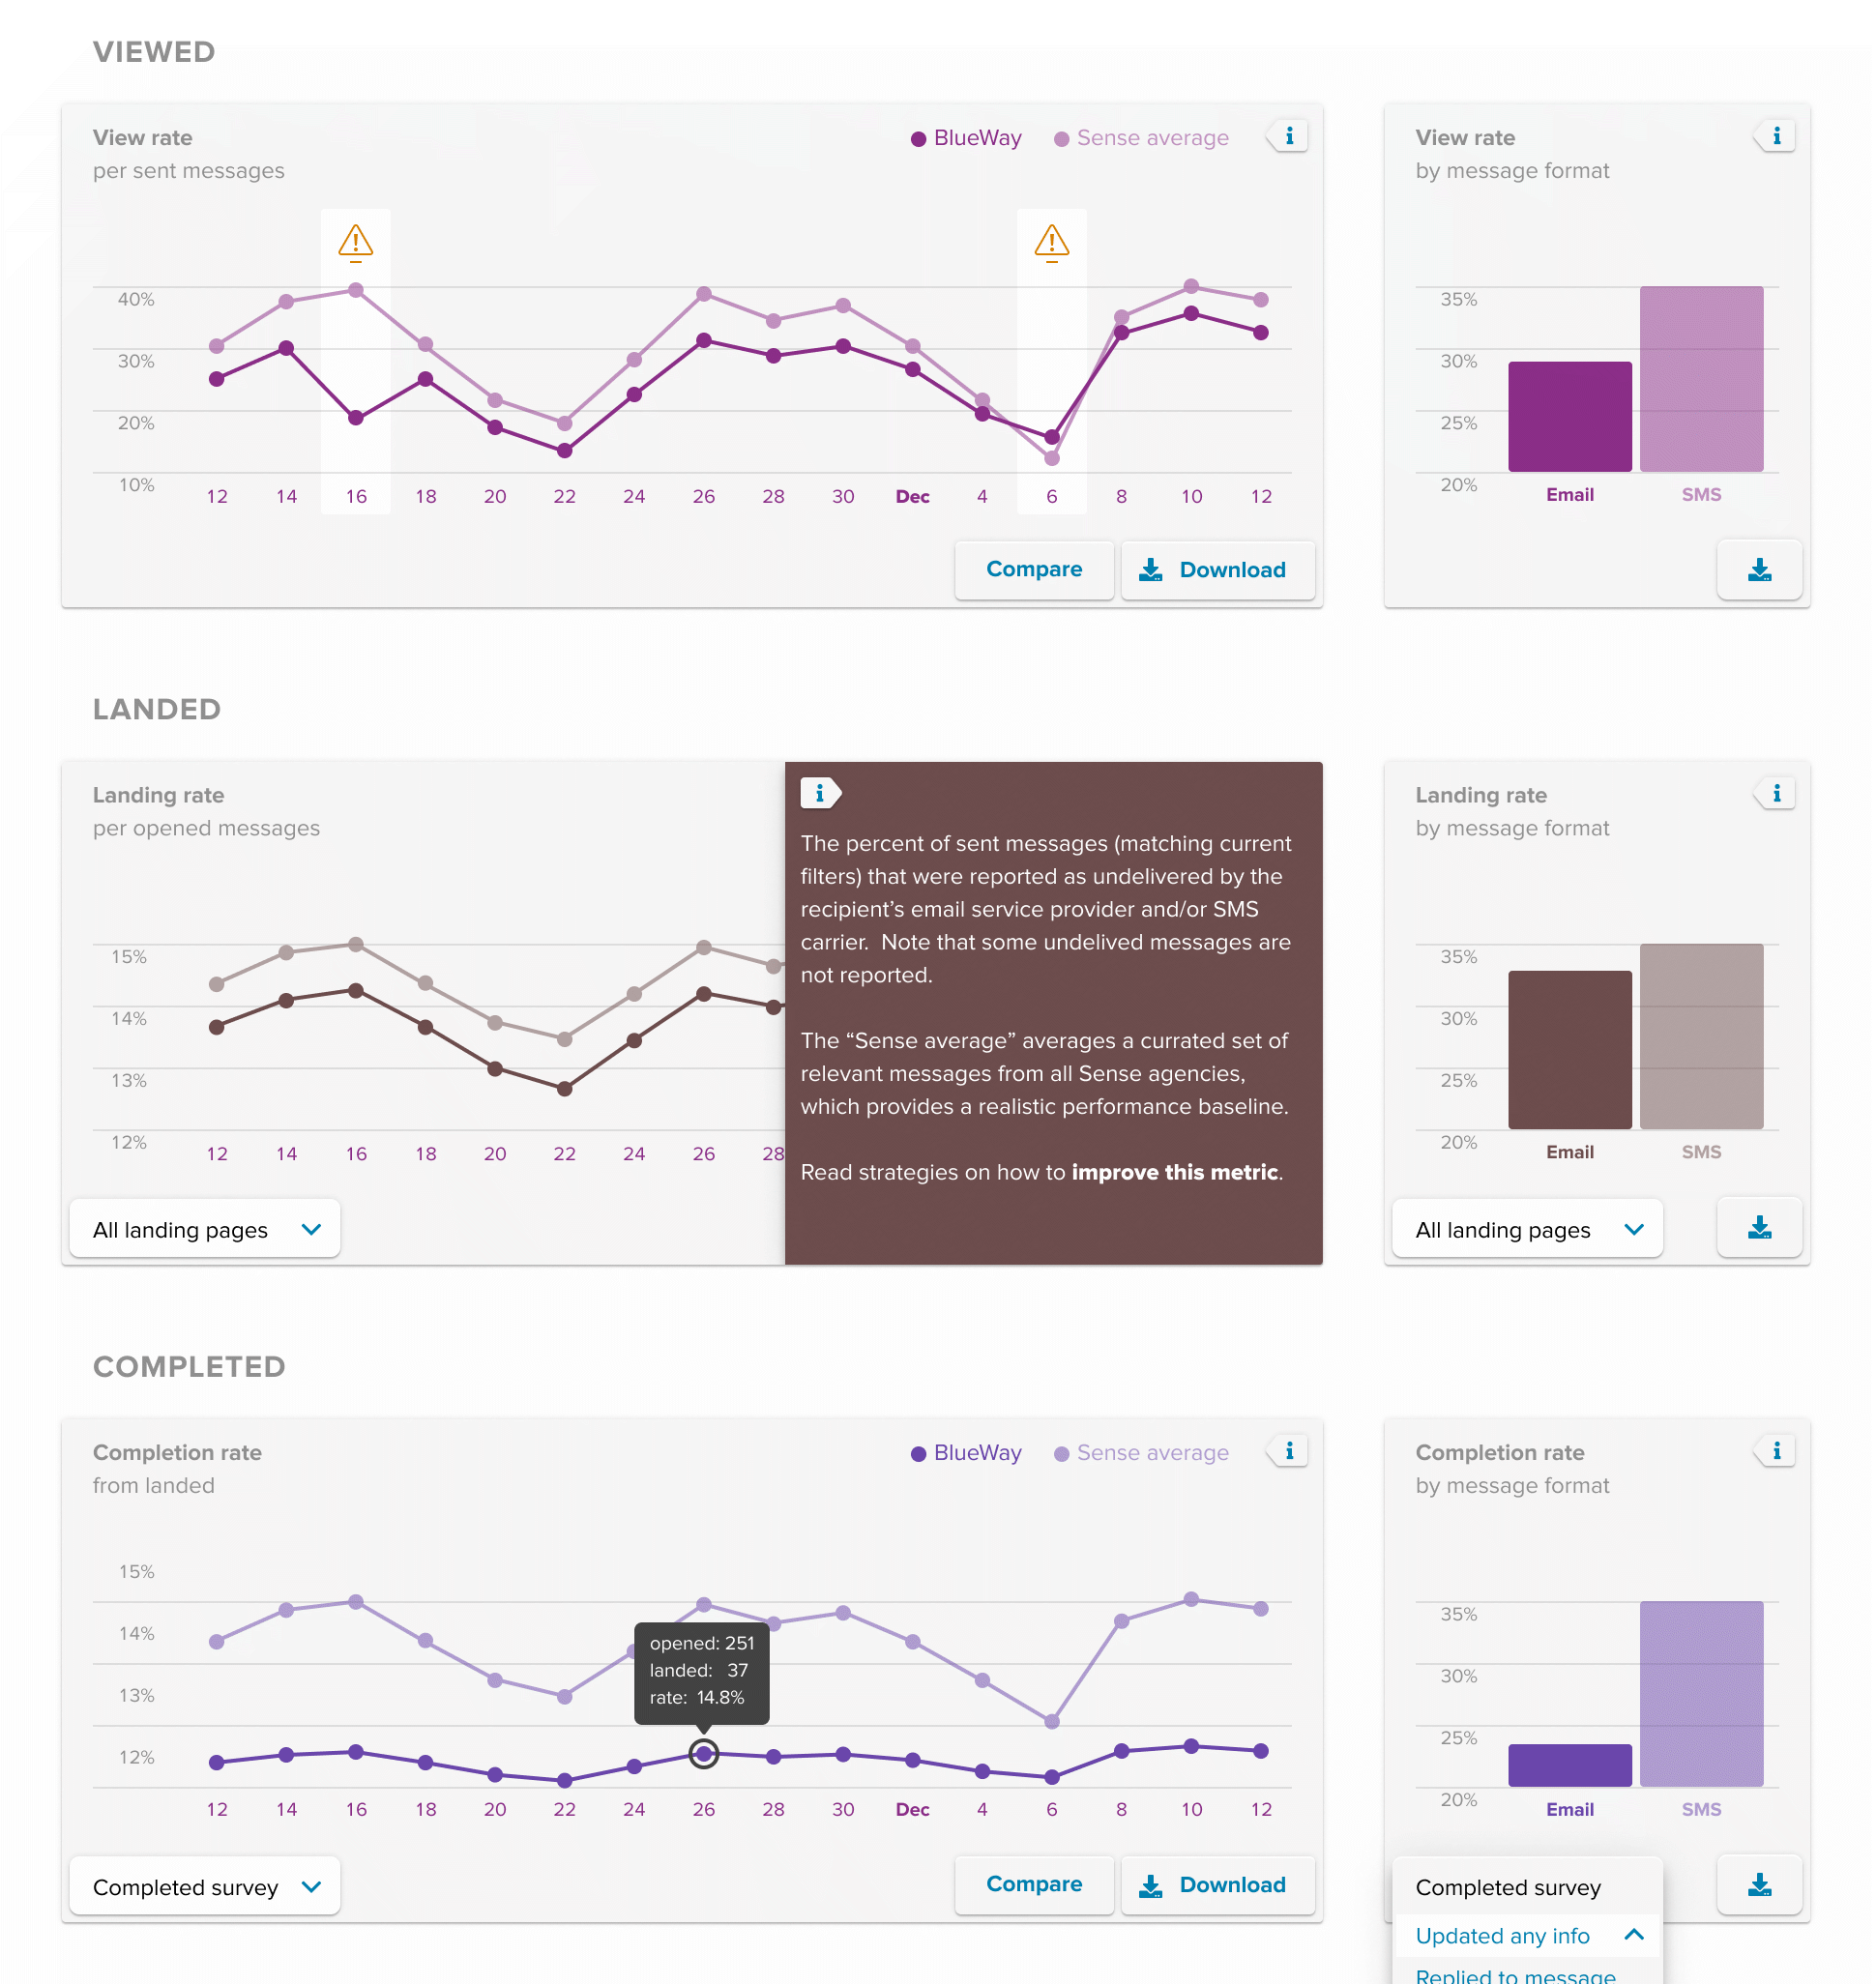 VIEWED
View rate
per sent messages
BlueWay
Sense average
i
40%
30%
20%
10%
12 14 16 18 20 22 24 26 28 30 Dec 4 6 8 10 12
Compare
Download
View rate
by message format
i
35%
30%
25%
20%
Email SMS
LANDED
Landing rate
per opened messages
15%
14%
13%
12%
12 14 16 18 20 22 24 26 28
All landing pages
i
The percent of sent messages (matching current
filters) that were reported as undelivered by the
recipient’s email service provider and/or SMS
carrier.  Note that some undelived messages are
not reported.
The “Sense average” averages a currated set of
relevant messages from all Sense agencies,
which provides a realistic performance baseline.
Read strategies on how to improve this metric.
Landing rate
by message format
i
35%
30%
25%
20%
Email SMS
All landing pages
COMPLETED
Completion rate
from landed
BlueWay
Sense average
i
15%
14%
13%
12%
opened: 251
landed: 37
rate: 14.8%
12 14 16 18 20 22 24 26 28 30 Dec 4 6 8 10 12
Completed survey
Compare
Download
Completion rate
by message format
i
35%
30%
25%
20%
Email SMS
Completed survey
Updated any info
Replied to message